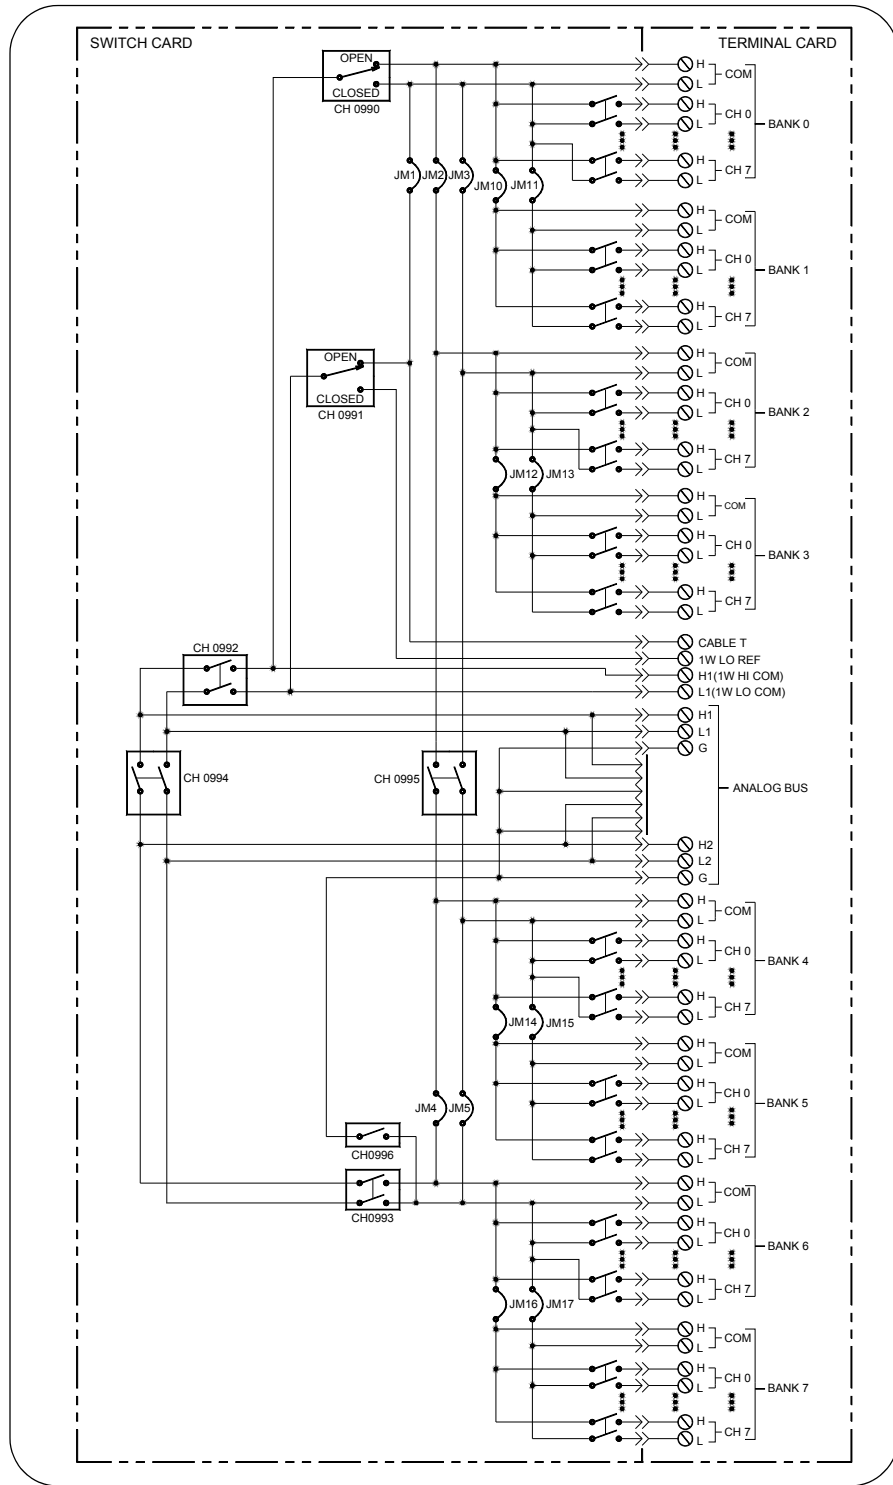 SWITCH CARD
TERMINAL CARD
OPEN
CLOSED
CH 0990
H
COM
L
H
CH 0
L
BANK 0
H
CH 7
L
JM1
JM2
JM3
JM10
JM11
H
COM
L
H
CH 0
L
BANK 1
H
CH 7
L
OPEN
CLOSED
CH 0991
H
COM
L
H
CH 0
L
BANK 2
H
CH 7
L
JM12
JM13
H
COM
L
H
CH 0
L
BANK 3
H
CH 7
L
CH 0992
CABLE T
1W LO REF
H1(1W HI COM)
L1(1W LO COM)
H1
L1
G
CH 0994
CH 0995
ANALOG BUS
H2
L2
G
H
COM
L
H
CH 0
L
BANK 4
H
CH 7
L
JM14
JM15
H
COM
L
H
CH 0
L
BANK 5
H
CH 7
L
JM4
JM5
CH0996
CH0993
H
COM
L
H
CH 0
L
BANK 6
H
CH 7
L
JM16
JM17
H
COM
L
H
CH 0
L
BANK 7
H
CH 7
L